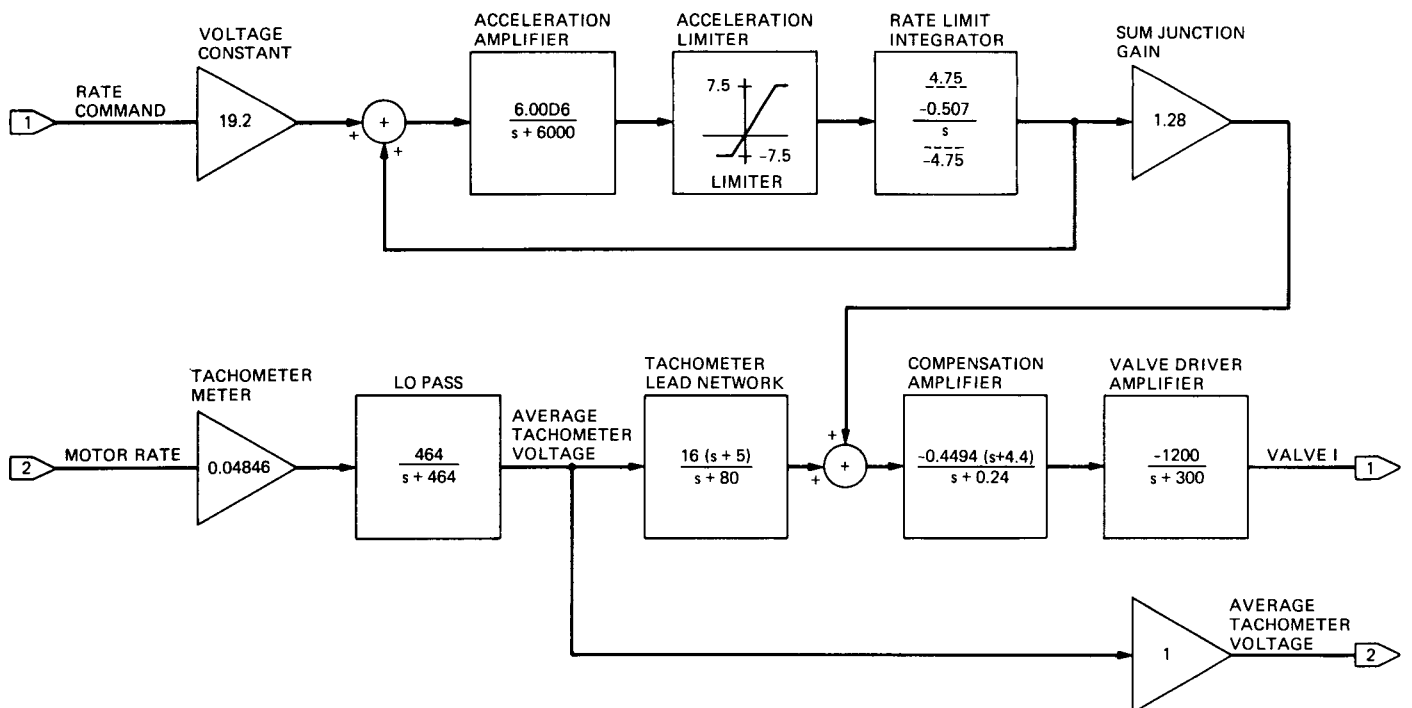 VOLTAGE
CONSTANT
ACCELERATION
AMPLIFIER
ACCELERATION
LIMITER
RATE LIMIT
INTEGRATOR
SUM JUNCTION
GAIN
1
RATE
COMMAND
19.2
+
+
+
6.00D6
s + 6000
7.5
-7.5
LIMITER
4.75
-0.507
s
-4.75
1.28
TACHOMETER
METER
LO PASS
AVERAGE
TACHOMETER
VOLTAGE
TACHOMETER
LEAD NETWORK
COMPENSATION
AMPLIFIER
VALVE DRIVER
AMPLIFIER
2
MOTOR RATE
0.04846
464
s + 464
16 (s + 5)
s + 80
+
+
+
-0.4494 (s+4.4)
s + 0.24
-1200
s + 300
VALVE I
1
1
AVERAGE
TACHOMETER
VOLTAGE
2